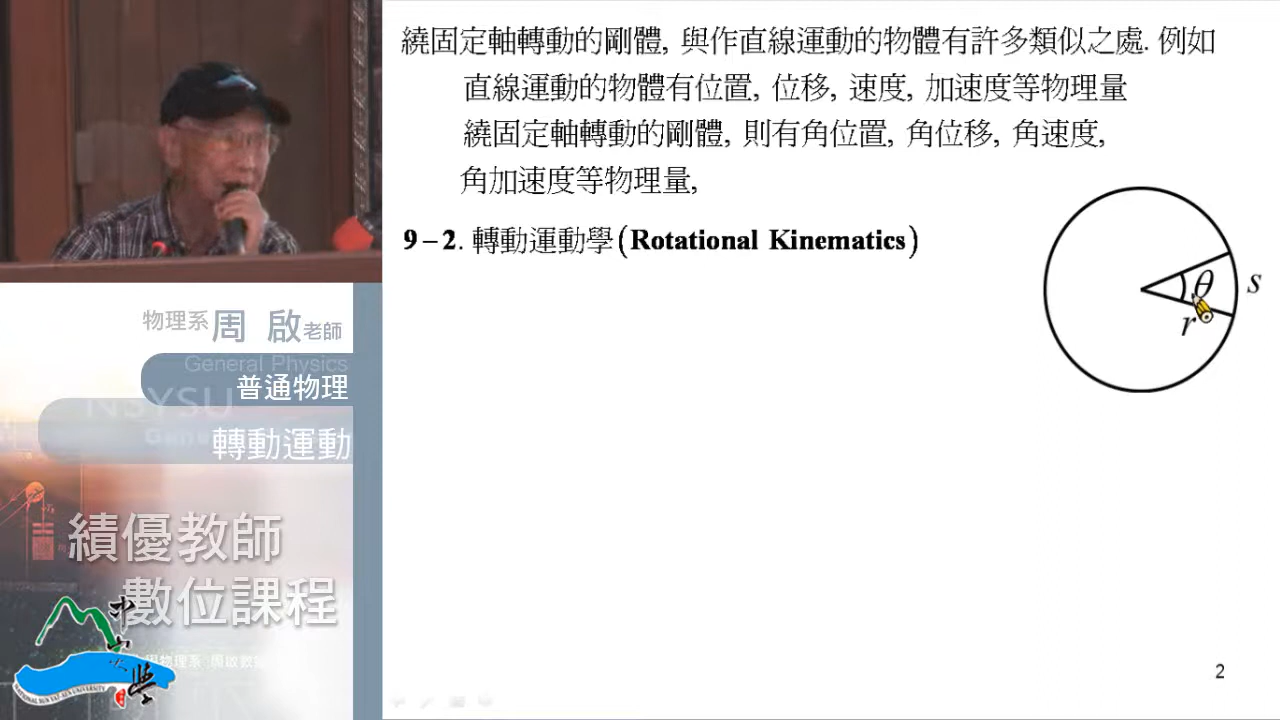 繞固定軸轉動的剛體, 與作直線運動的物體有許多類似之處. 例如
直線運動的物體有位置, 位移, 速度, 加速度等物理量
繞固定軸轉動的剛體, 則有角位置, 角位移, 角速度,
角加速度等物理量,
9–2. 轉動運動學(Rotational Kinematics)
θ
s
r
物理系周 啟老師
General Physics
普通物理
NSYSU
轉動運動
績優教師
數位課程
2